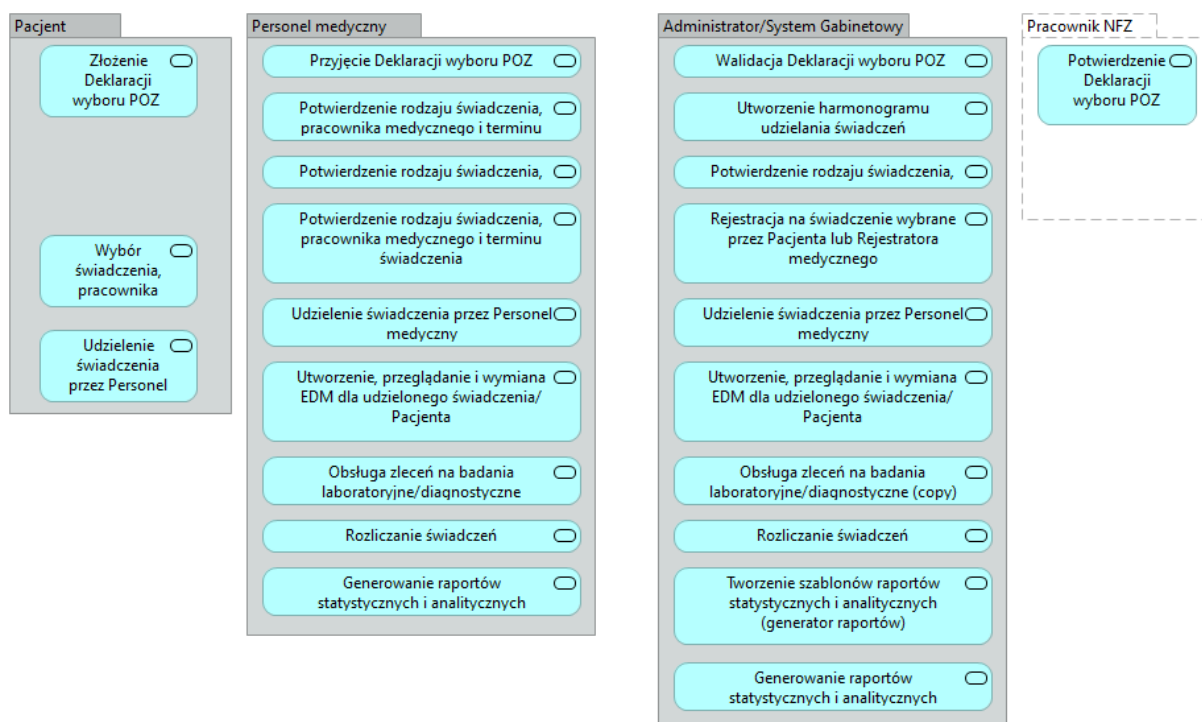 Pacjent
Złożenie
Deklaracji
wyboru POZ
Wybór
świadczenia,
pracownika
Udzielenie
świadczenia
przez Personel
Personel medyczny
Przyjęcie Deklaracji wyboru POZ
Potwierdzenie rodzaju świadczenia,
pracownika medycznego i terminu
Potwierdzenie rodzaju świadczenia,
Potwierdzenie rodzaju świadczenia,
pracownika medycznego i terminu
świadczenia
Udzielenie świadczenia przez Personel
medyczny
Utworzenie, przeglądanie i wymiana
EDM dla udzielonego świadczenia/
Pacjenta
Obsługa zleceń na badania
laboratoryjne/diagnostyczne
Rozliczanie świadczeń
Generowanie raportów
statystycznych i analitycznych
Administrator/System Gabinetowy
Walidacja Deklaracji wyboru POZ
Utworzenie harmonogramu
udzielania świadczeń
Potwierdzenie rodzaju świadczenia,
Rejestracja na świadczenie wybrane
przez Pacjenta lub Rejestratora
medycznego
Udzielenie świadczenia przez Personel
medyczny
Utworzenie, przeglądanie i wymiana
EDM dla udzielonego świadczenia/
Pacjenta
Obsługa zleceń na badania
laboratoryjne/diagnostyczne (copy)
Rozliczanie świadczeń
Tworzenie szablonów raportów
statystycznych i analitycznych
(generator raportów)
Generowanie raportów
statystycznych i analitycznych
Pracownik NFZ
Potwierdzenie
Deklaracji
wyboru POZ